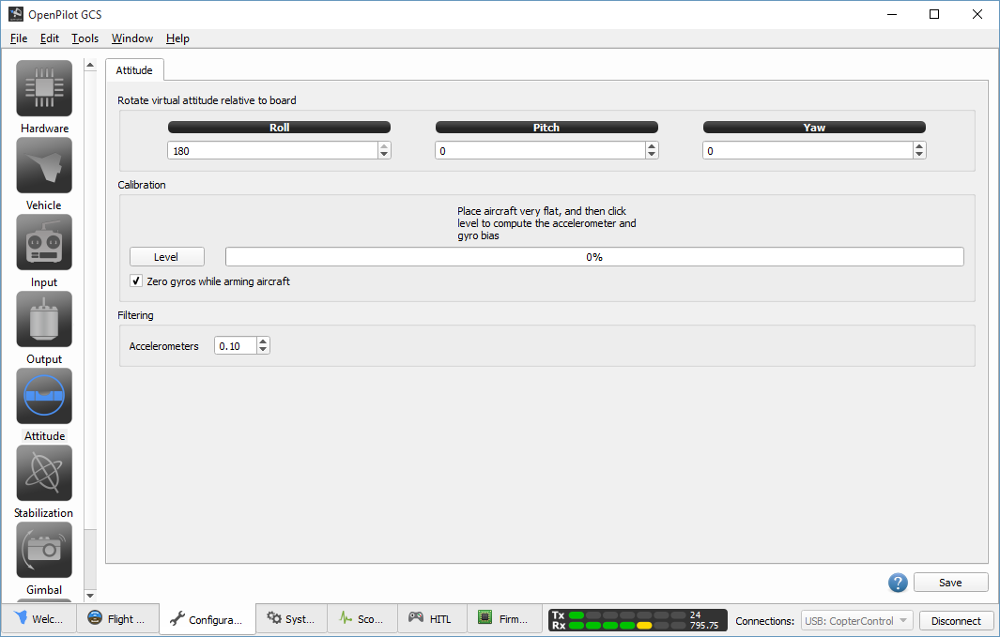 OpenPilot GCS
File Edit Tools Window Help
Hardware
Vehicle
Input
Output
Attitude
Stabilization
Gimbal
Attitude
Rotate virtual attitude relative to board
Roll Pitch Yaw
180 0 0
Calibration
Place aircraft very flat, and then click
level to compute the accelerometer and
gyro bias
Level 0%
Zero gyros while arming aircraft
Filtering
Accelerometers 0.10
? Save
Welc... Flight ... Configura... Syst... Sco... HITL Firm...
Tx 24
Rx 795.75
Connections: USB: CopterControl Disconnect